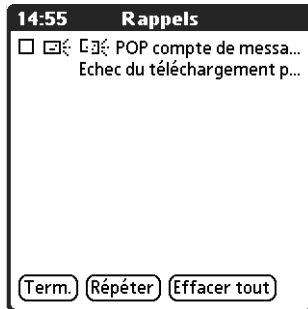 14:55 Rappels
POP compte de messa...
Echec du téléchargement p...
Term. Répéter Effacer tout